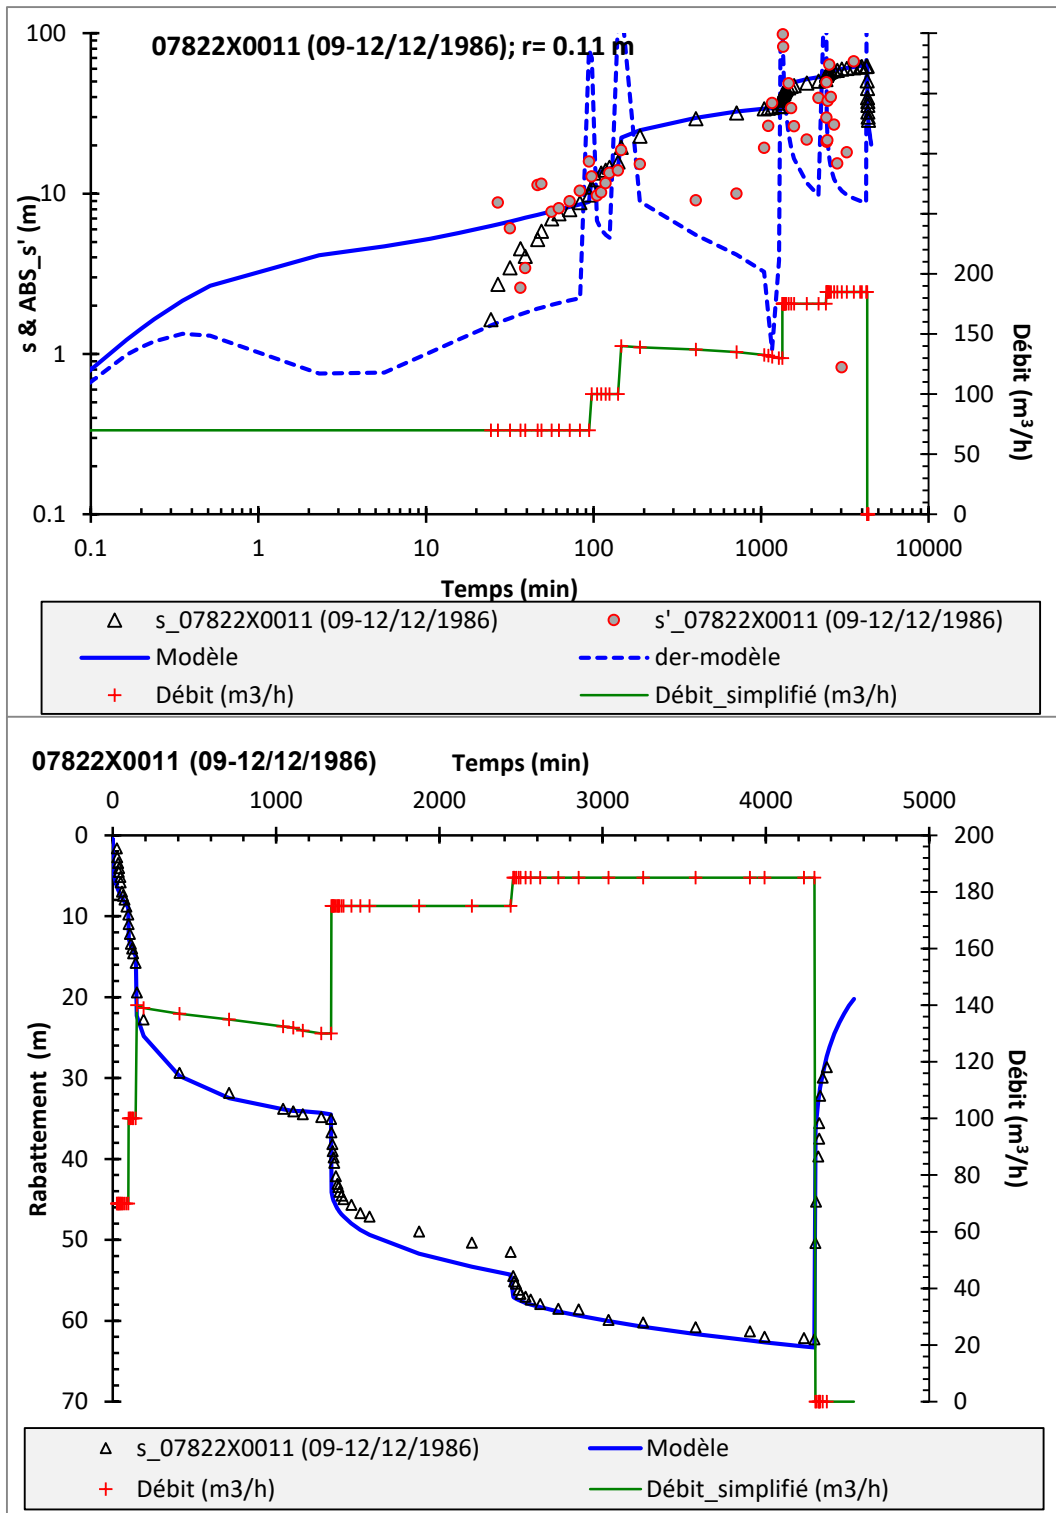 07822X0011 (09-12/12/1986); r= 0.11 m
100
10
1
0.1
s & ABS_s' (m)
200
150
100
50
0
Débit (m³/h)
0.1 1 10 100 1000 10000
Temps (min)
s_07822X0011 (09-12/12/1986) s'_07822X0011 (09-12/12/1986)
Modèle der-modèle
Débit (m3/h) Débit_simplifié (m3/h)
07822X0011 (09-12/12/1986) Temps (min)
0 1000 2000 3000 4000 5000
0
10
20
30
40
50
60
70
Rabattement (m)
200
180
160
140
120
100
80
60
40
20
0
Débit (m³/h)
s_07822X0011 (09-12/12/1986) Modèle
Débit (m3/h) Débit_simplifié (m3/h)